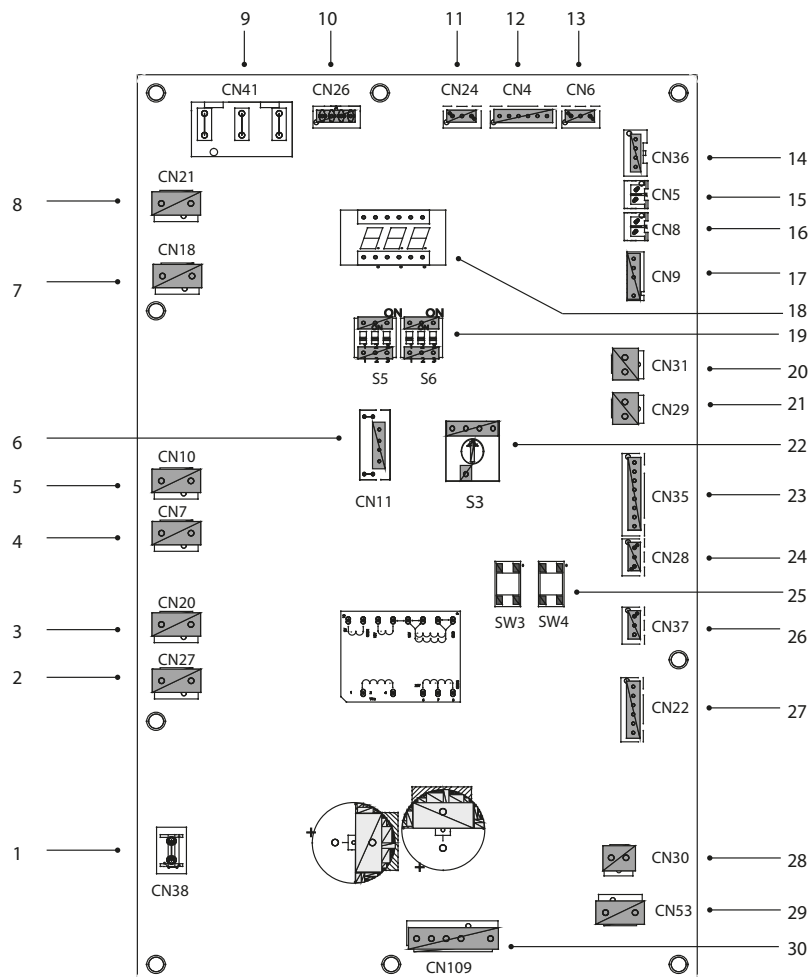 9 10 11 12 13
CN41 CN26 CN24 CN4 CN6
CN36 14
CN5 15
8 CN21
CN8 16
CN9 17
7 CN18
18
ON ON 19
S5 S6
CN31 20
CN29 21
6 CN11
S3 22
5 CN10
CN35 23
4 CN7
CN28 24
SW3 SW4 25
3 CN20
CN37 26
2 CN27
CN22 27
1 CN38
+ +
CN30 28
CN53 29
CN109 30